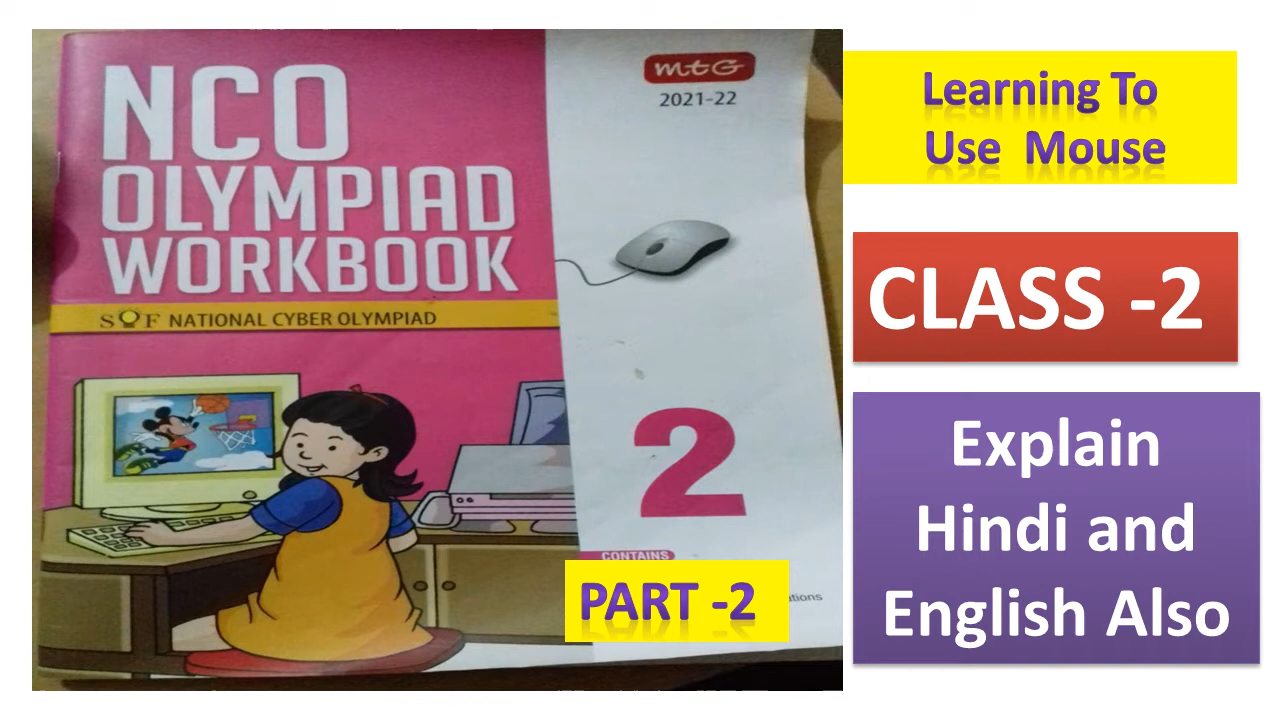 NCO
OLYMPIAD
WORKBOOK
SOF NATIONAL CYBER OLYMPIAD
mtG
2021-22
2
CONTAINS
PART -2
Learning To
Use Mouse
CLASS -2
Explain
Hindi and
English Also